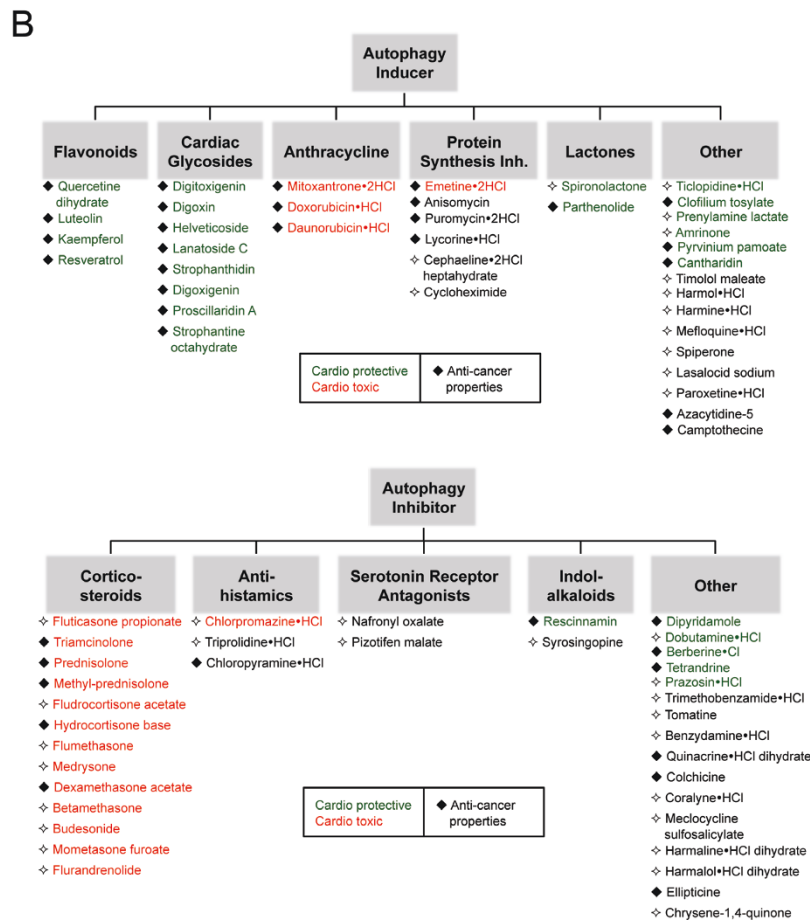 B
Autophagy
Inducer
Flavonoids
◆ Quercetine
dihydrate
◆ Luteolin
◆ Kaempferol
◆ Resveratrol
Cardiac
Glycosides
◆ Digitoxigenin
◆ Digoxin
◆ Helveticoside
◆ Lanatoside C
◆ Strophanthidin
◆ Digoxigenin
◆ Proscillaridin A
◆ Strophantine
octahydrate
Anthracycline
◆ Mitoxantrone•2HCl
◆ Doxorubicin•HCl
◆ Daunorubicin•HCl
Protein
Synthesis Inh.
◆ Emetine•2HCl
◆ Anisomycin
◆ Puromycin•2HCl
◆ Lycorine•HCl
✧ Cephaeline•2HCl
heptahydrate
✧ Cycloheximide
Lactones
✧ Spironolactone
◆ Parthenolide
Other
✧ Ticlopidine•HCl
◆ Clofilium tosylate
✧ Prenylamine lactate
✧ Amrinone
◆ Pyrvinium pamoate
◆ Cantharidin
✧ Timolol maleate
✧ Harmol•HCl
✧ Harmine•HCl
✧ Mefloquine•HCl
✧ Spiperone
✧ Lasalocid sodium
✧ Paroxetine•HCl
◆ Azacytidine-5
◆ Camptothecine
Cardio protective
Cardio toxic
◆ Anti-cancer
properties
Autophagy
Inhibitor
Cortico-
steroids
✧ Fluticasone propionate
◆ Triamcinolone
◆ Prednisolone
◆ Methyl-prednisolone
✧ Fludrocortisone acetate
◆ Hydrocortisone base
✧ Flumethasone
✧ Medrysone
◆ Dexamethasone acetate
✧ Betamethasone
✧ Budesonide
✧ Mometasone furoate
✧ Flurandrenolide
Anti-
histamics
✧ Chlorpromazine•HCl
✧ Triprolidine•HCl
◆ Chloropyramine•HCl
Serotonin Receptor
Antagonists
✧ Nafronyl oxalate
✧ Pizotifen malate
Indol-
alkaloids
◆ Rescinnamin
✧ Syrosingopine
Other
◆ Dipyridamole
✧ Dobutamine•HCl
◆ Berberine•Cl
◆ Tetrandrine
✧ Prazosin•HCl
✧ Trimethobenzamide•HCl
✧ Tomatine
✧ Benzydamine•HCl
◆ Quinacrine•HCl dihydrate
◆ Colchicine
✧ Coralyne•HCl
✧ Meclocycline
sulfosalicylate
✧ Harmaline•HCl dihydrate
✧ Harmalol•HCl dihydrate
◆ Ellipticine
✧ Chrysene-1,4-quinone
Cardio protective
Cardio toxic
◆ Anti-cancer
properties